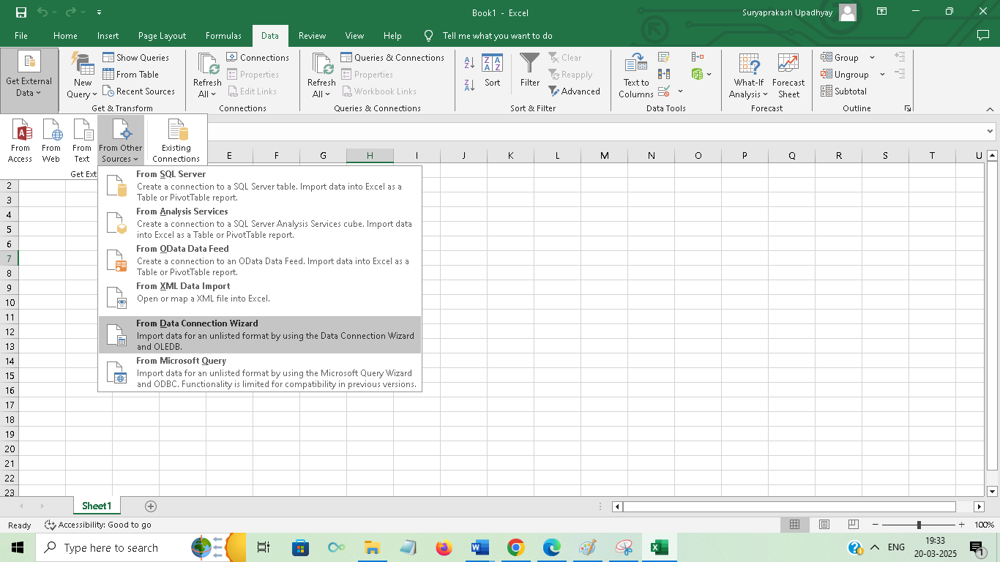 Book1 - Excel
Suryaprakash Upadhyay
File Home Insert Page Layout Formulas Data Review View Help Tell me what you want to do
Get External Data
New Query
Show Queries
From Table
Recent Sources
Get & Transform
Refresh All
Connections
Properties
Edit Links
Connections
Refresh All
Queries & Connections
Properties
Workbook Links
Queries & Connections
Sort
Filter
Clear
Reapply
Advanced
Sort & Filter
Text to Columns
Data Tools
What-If Analysis
Forecast Sheet
Forecast
Group
Ungroup
Subtotal
Outline
From Access
From Web
From Text
From Other Sources
Existing Connections
Get Ext
E F G H I J K L M N O P Q R S T U
From SQL Server
Create a connection to a SQL Server table. Import data into Excel as a
Table or PivotTable report.
From Analysis Services
Create a connection to a SQL Server Analysis Services cube. Import data
into Excel as a Table or PivotTable report.
From OData Data Feed
Create a connection to an OData Data Feed. Import data into Excel as a
Table or PivotTable report.
From XML Data Import
Open or map a XML file into Excel.
From Data Connection Wizard
Import data for an unlisted format by using the Data Connection Wizard
and OLEDB.
From Microsoft Query
Import data for an unlisted format by using the Microsoft Query Wizard
and ODBC. Functionality is limited for compatibility in previous versions.
2
3
4
5
6
7
8
9
10
11
12
13
14
15
16
17
18
19
20
21
22
23
Sheet1
Ready
Accessibility: Good to go
100%
Type here to search
ENG
19:33
20-03-2025
1